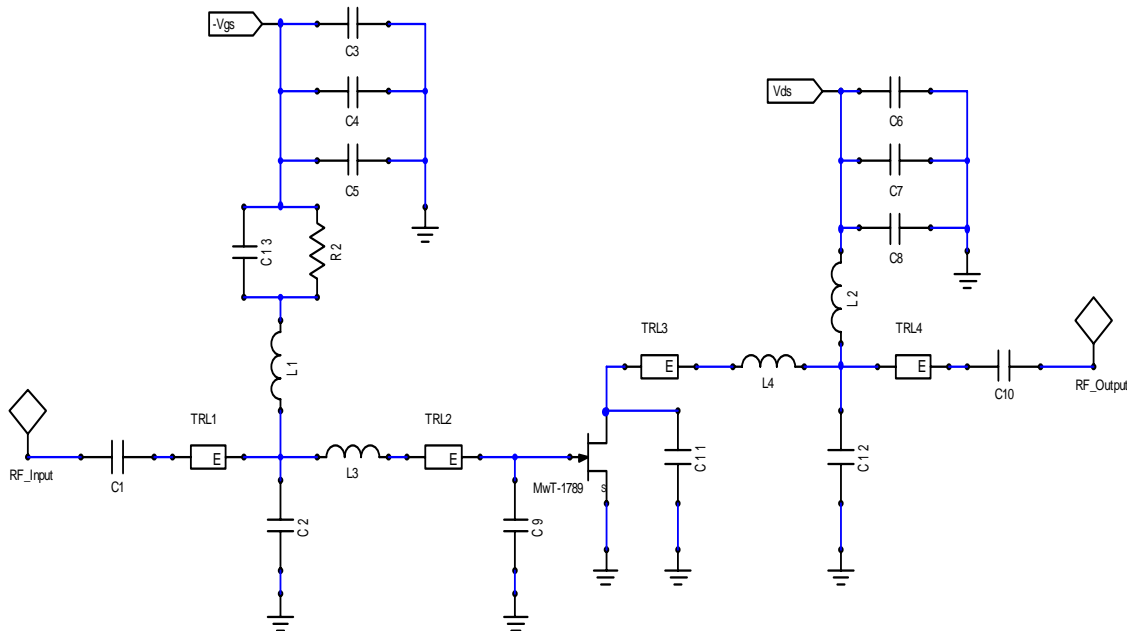 -Vgs
C3
C4
C5
C13
R2
L1
Vds
C6
C7
C8
L2
TRL3
E
L4
TRL4
E
C10
RF_Output
C11
C12
RF_Input
C1
TRL1
E
L3
TRL2
E
MwT-1789
s
C2
C9